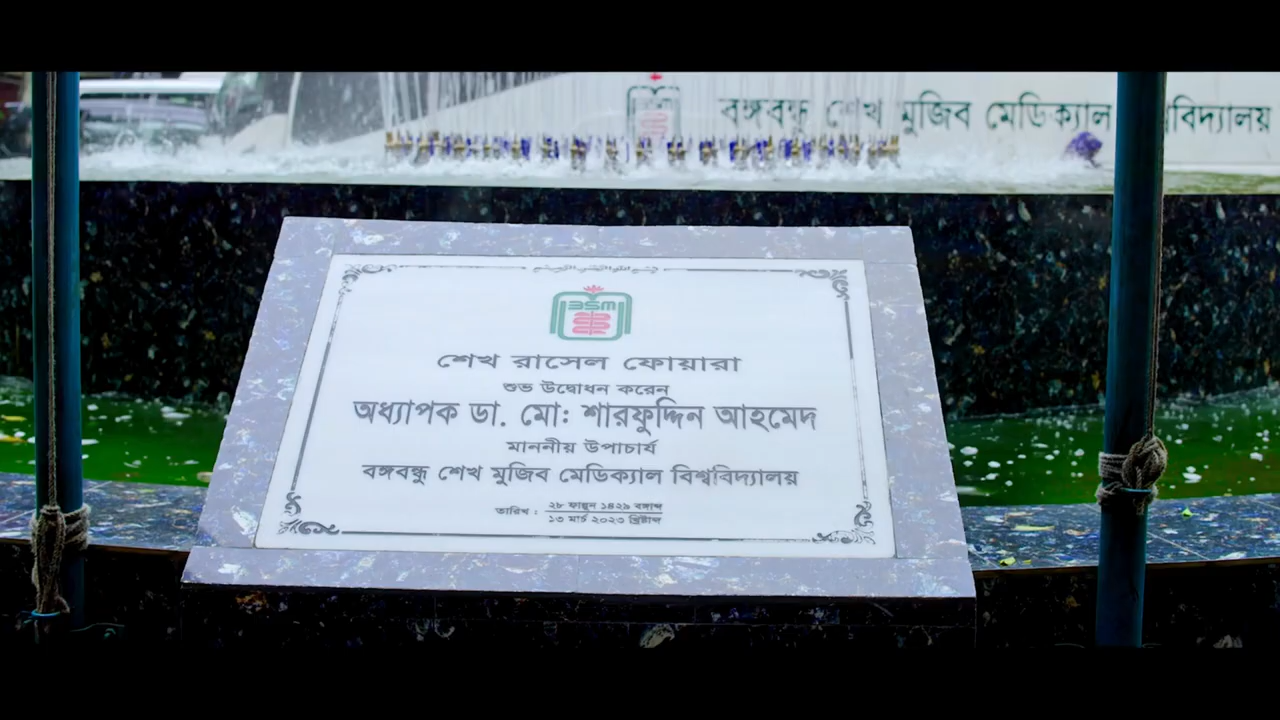 বঙ্গবন্ধু শেখ মুজিব মেডিক্যাল বিদ্যালয়
BSM
শেখ রাসেল ফোয়ারা
শুভ উদ্বোধন করেন
অধ্যাপক ডা. মো: শারফুদ্দিন আহমেদ
মাননীয় উপাচার্য
বঙ্গবন্ধু শেখ মুজিব মেডিক্যাল বিশ্ববিদ্যালয়
তারিখ : ২৮ ফাল্গুন ১৪২৯ বঙ্গাব্দ
১৩ মার্চ ২০২৩ খ্রিষ্টাব্দ